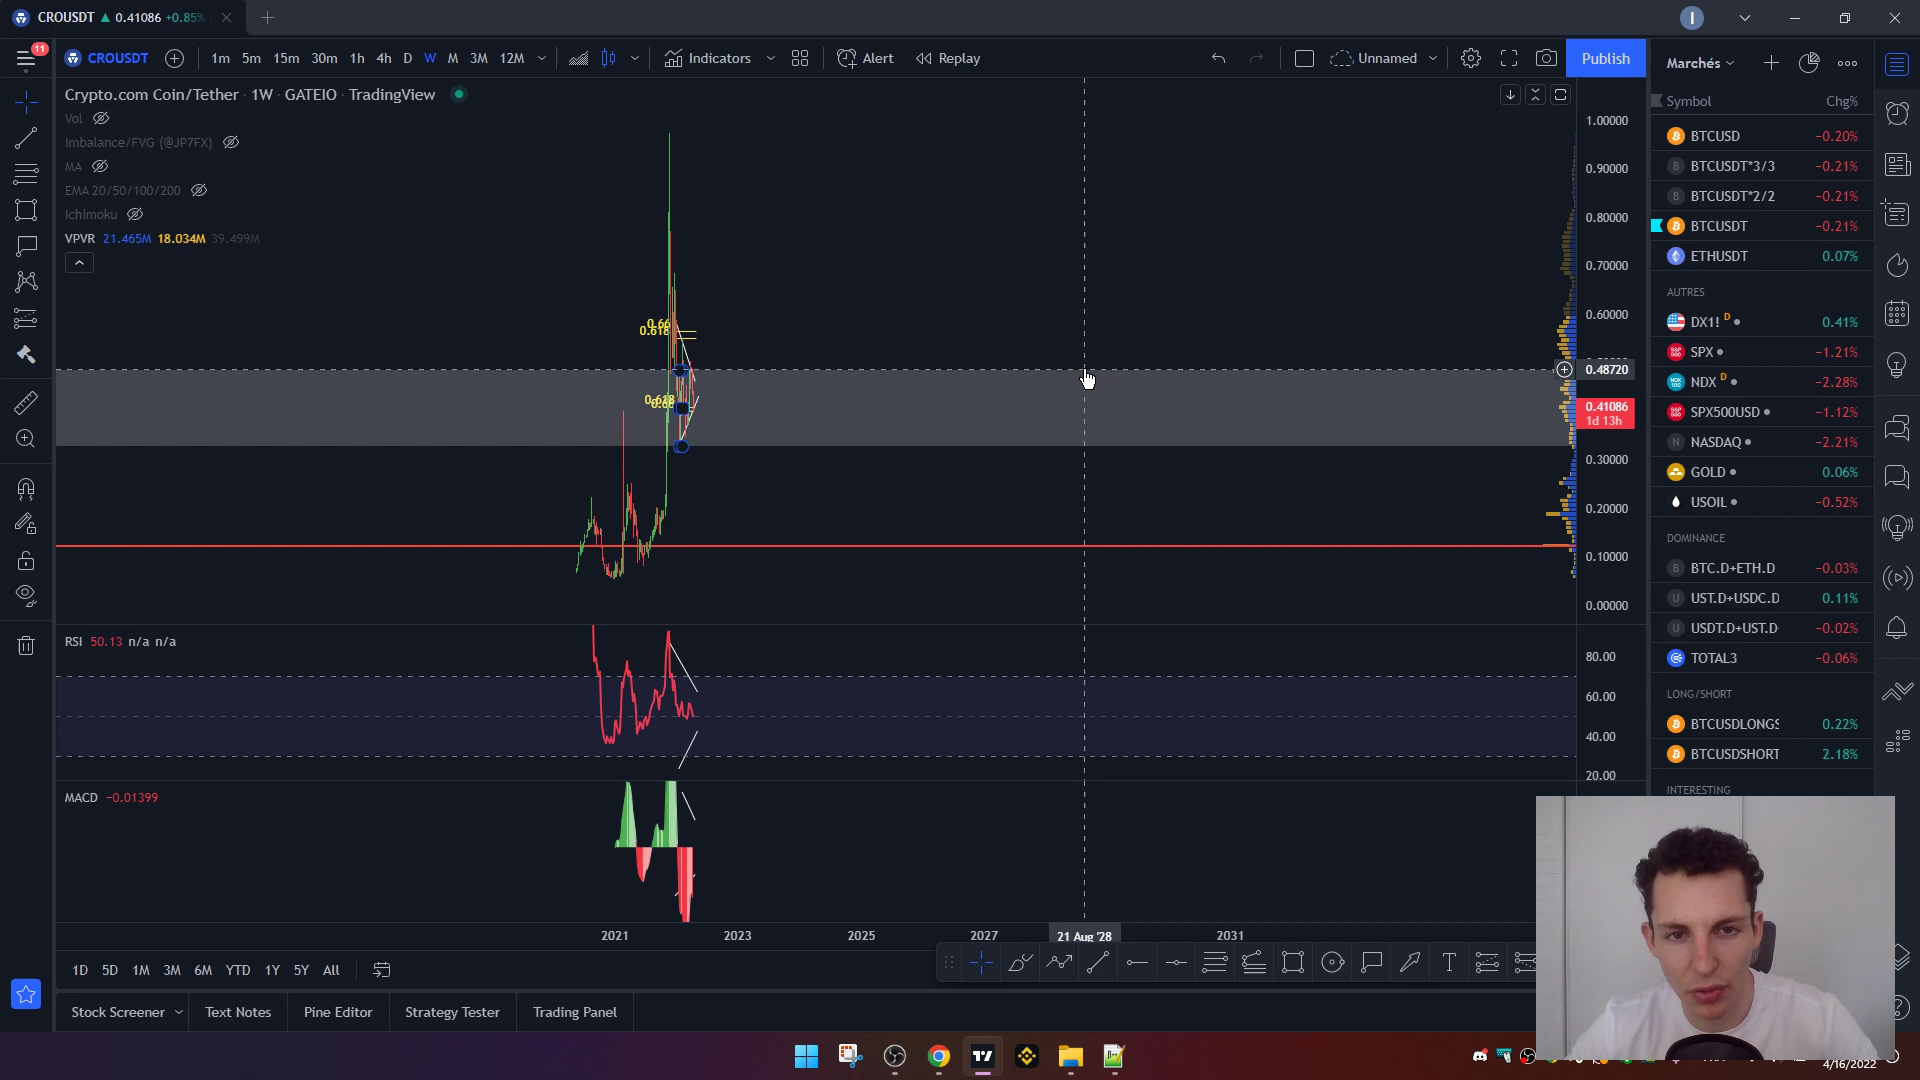 CROUSDT ▲ 0.41086 +0.85%
I
11
CROUSDT
1m 5m 15m 30m 1h 4h D W M 3M 12M
Indicators
Alert
Replay
Unnamed
Publish
Marchés
Crypto.com Coin/Tether · 1W · GATEIO · TradingView
Vol
Imbalance/FVG (@JP7FX)
MA
EMA 20/50/100/200
Ichimoku
VPVR 21.465M 18.034M 39.499M
0.66
0.618
0.618
1.00000
0.90000
0.80000
0.70000
0.60000
0.48720
0.41086
1d 13h
0.30000
0.20000
0.10000
0.00000
RSI 50.13 n/a n/a
80.00
60.00
40.00
20.00
MACD −0.01399
2021 2023 2025 2027 21 Aug '28 2031
1D 5D 1M 3M 6M YTD 1Y 5Y All
T
Stock Screener Text Notes Pine Editor Strategy Tester Trading Panel
Symbol Chg%
BTCUSD −0.20%
BTCUSDT*3/3 −0.21%
BTCUSDT*2/2 −0.21%
BTCUSDT −0.21%
ETHUSDT 0.07%
AUTRES
DX1! D 0.41%
SPX −1.21%
NDX D −2.28%
SPX500USD −1.12%
NASDAQ −2.21%
GOLD 0.06%
USOIL −0.52%
DOMINANCE
BTC.D+ETH.D −0.03%
UST.D+USDC.D 0.11%
USDT.D+UST.D −0.02%
TOTAL3 −0.06%
LONG/SHORT
BTCUSDLONGS 0.22%
BTCUSDSHORT 2.18%
INTERESTING
4/16/2022